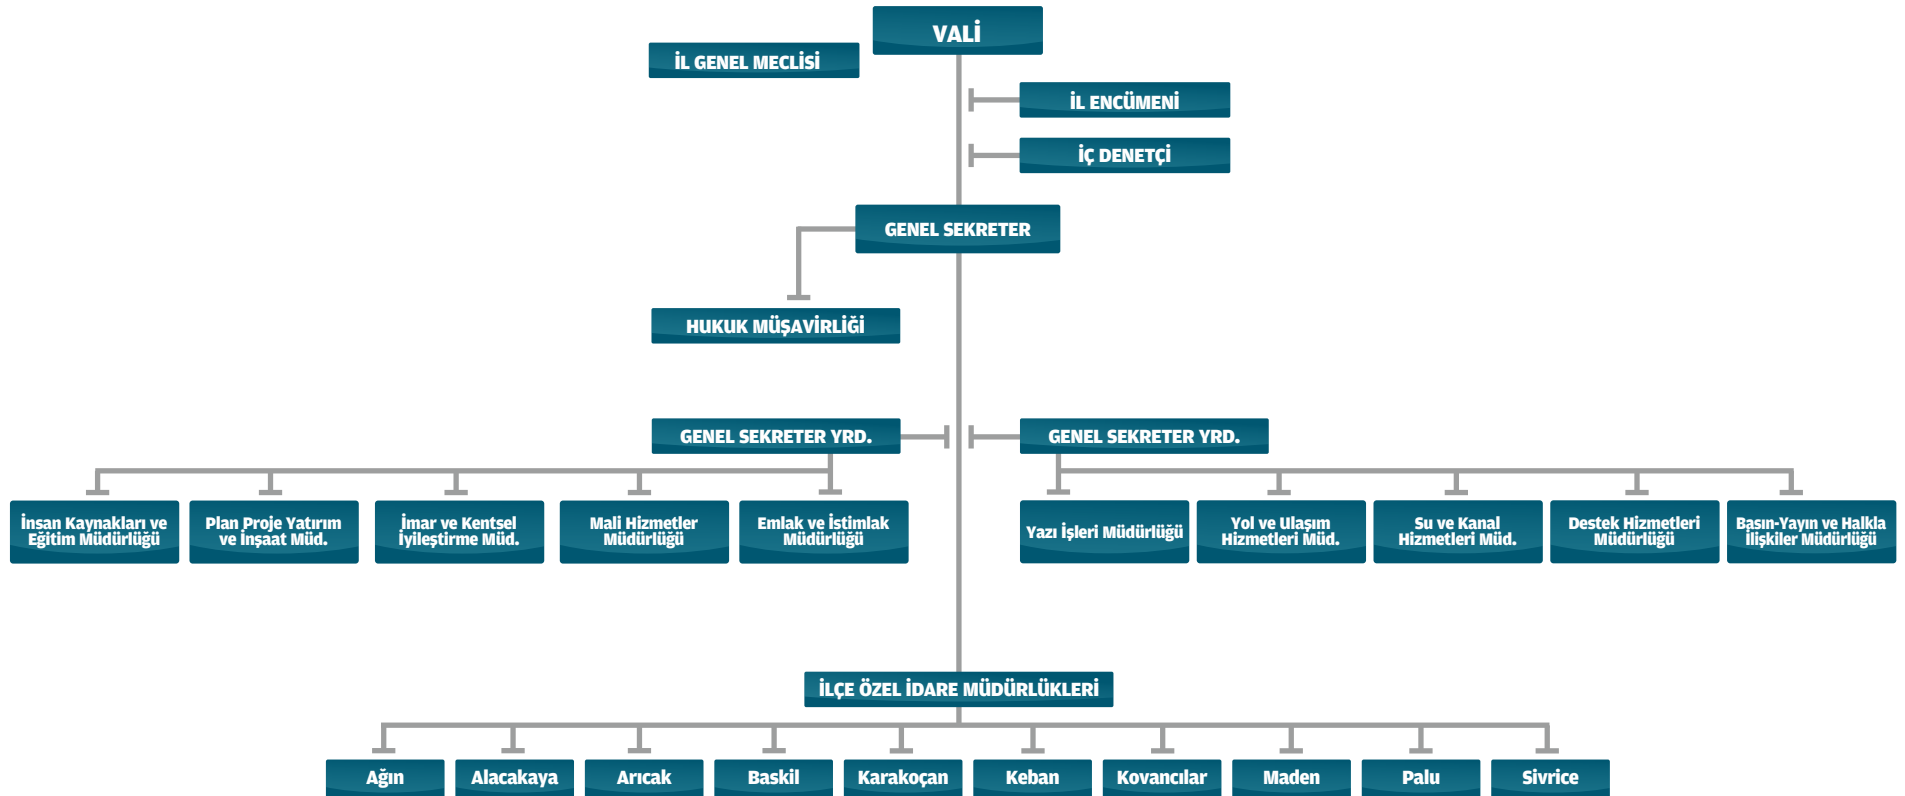 VALİ
İL GENEL MECLİSİ
İL ENCÜMENİ
İÇ DENETÇİ
GENEL SEKRETER
HUKUK MÜŞAVİRLİĞİ
GENEL SEKRETER YRD.
GENEL SEKRETER YRD.
İnsan Kaynakları ve
Eğitim Müdürlüğü
Plan Proje Yatırım
ve İnşaat Müd.
İmar ve Kentsel
İyileştirme Müd.
Mali Hizmetler
Müdürlüğü
Emlak ve İstimlak
Müdürlüğü
Yazı İşleri Müdürlüğü
Yol ve Ulaşım
Hizmetleri Müd.
Su ve Kanal
Hizmetleri Müd.
Destek Hizmetleri
Müdürlüğü
Basın-Yayın ve Halkla
İlişkiler Müdürlüğü
İLÇE ÖZEL İDARE MÜDÜRLÜKLERİ
Ağın
Alacakaya
Arıcak
Baskil
Karakoçan
Keban
Kovancılar
Maden
Palu
Sivrice